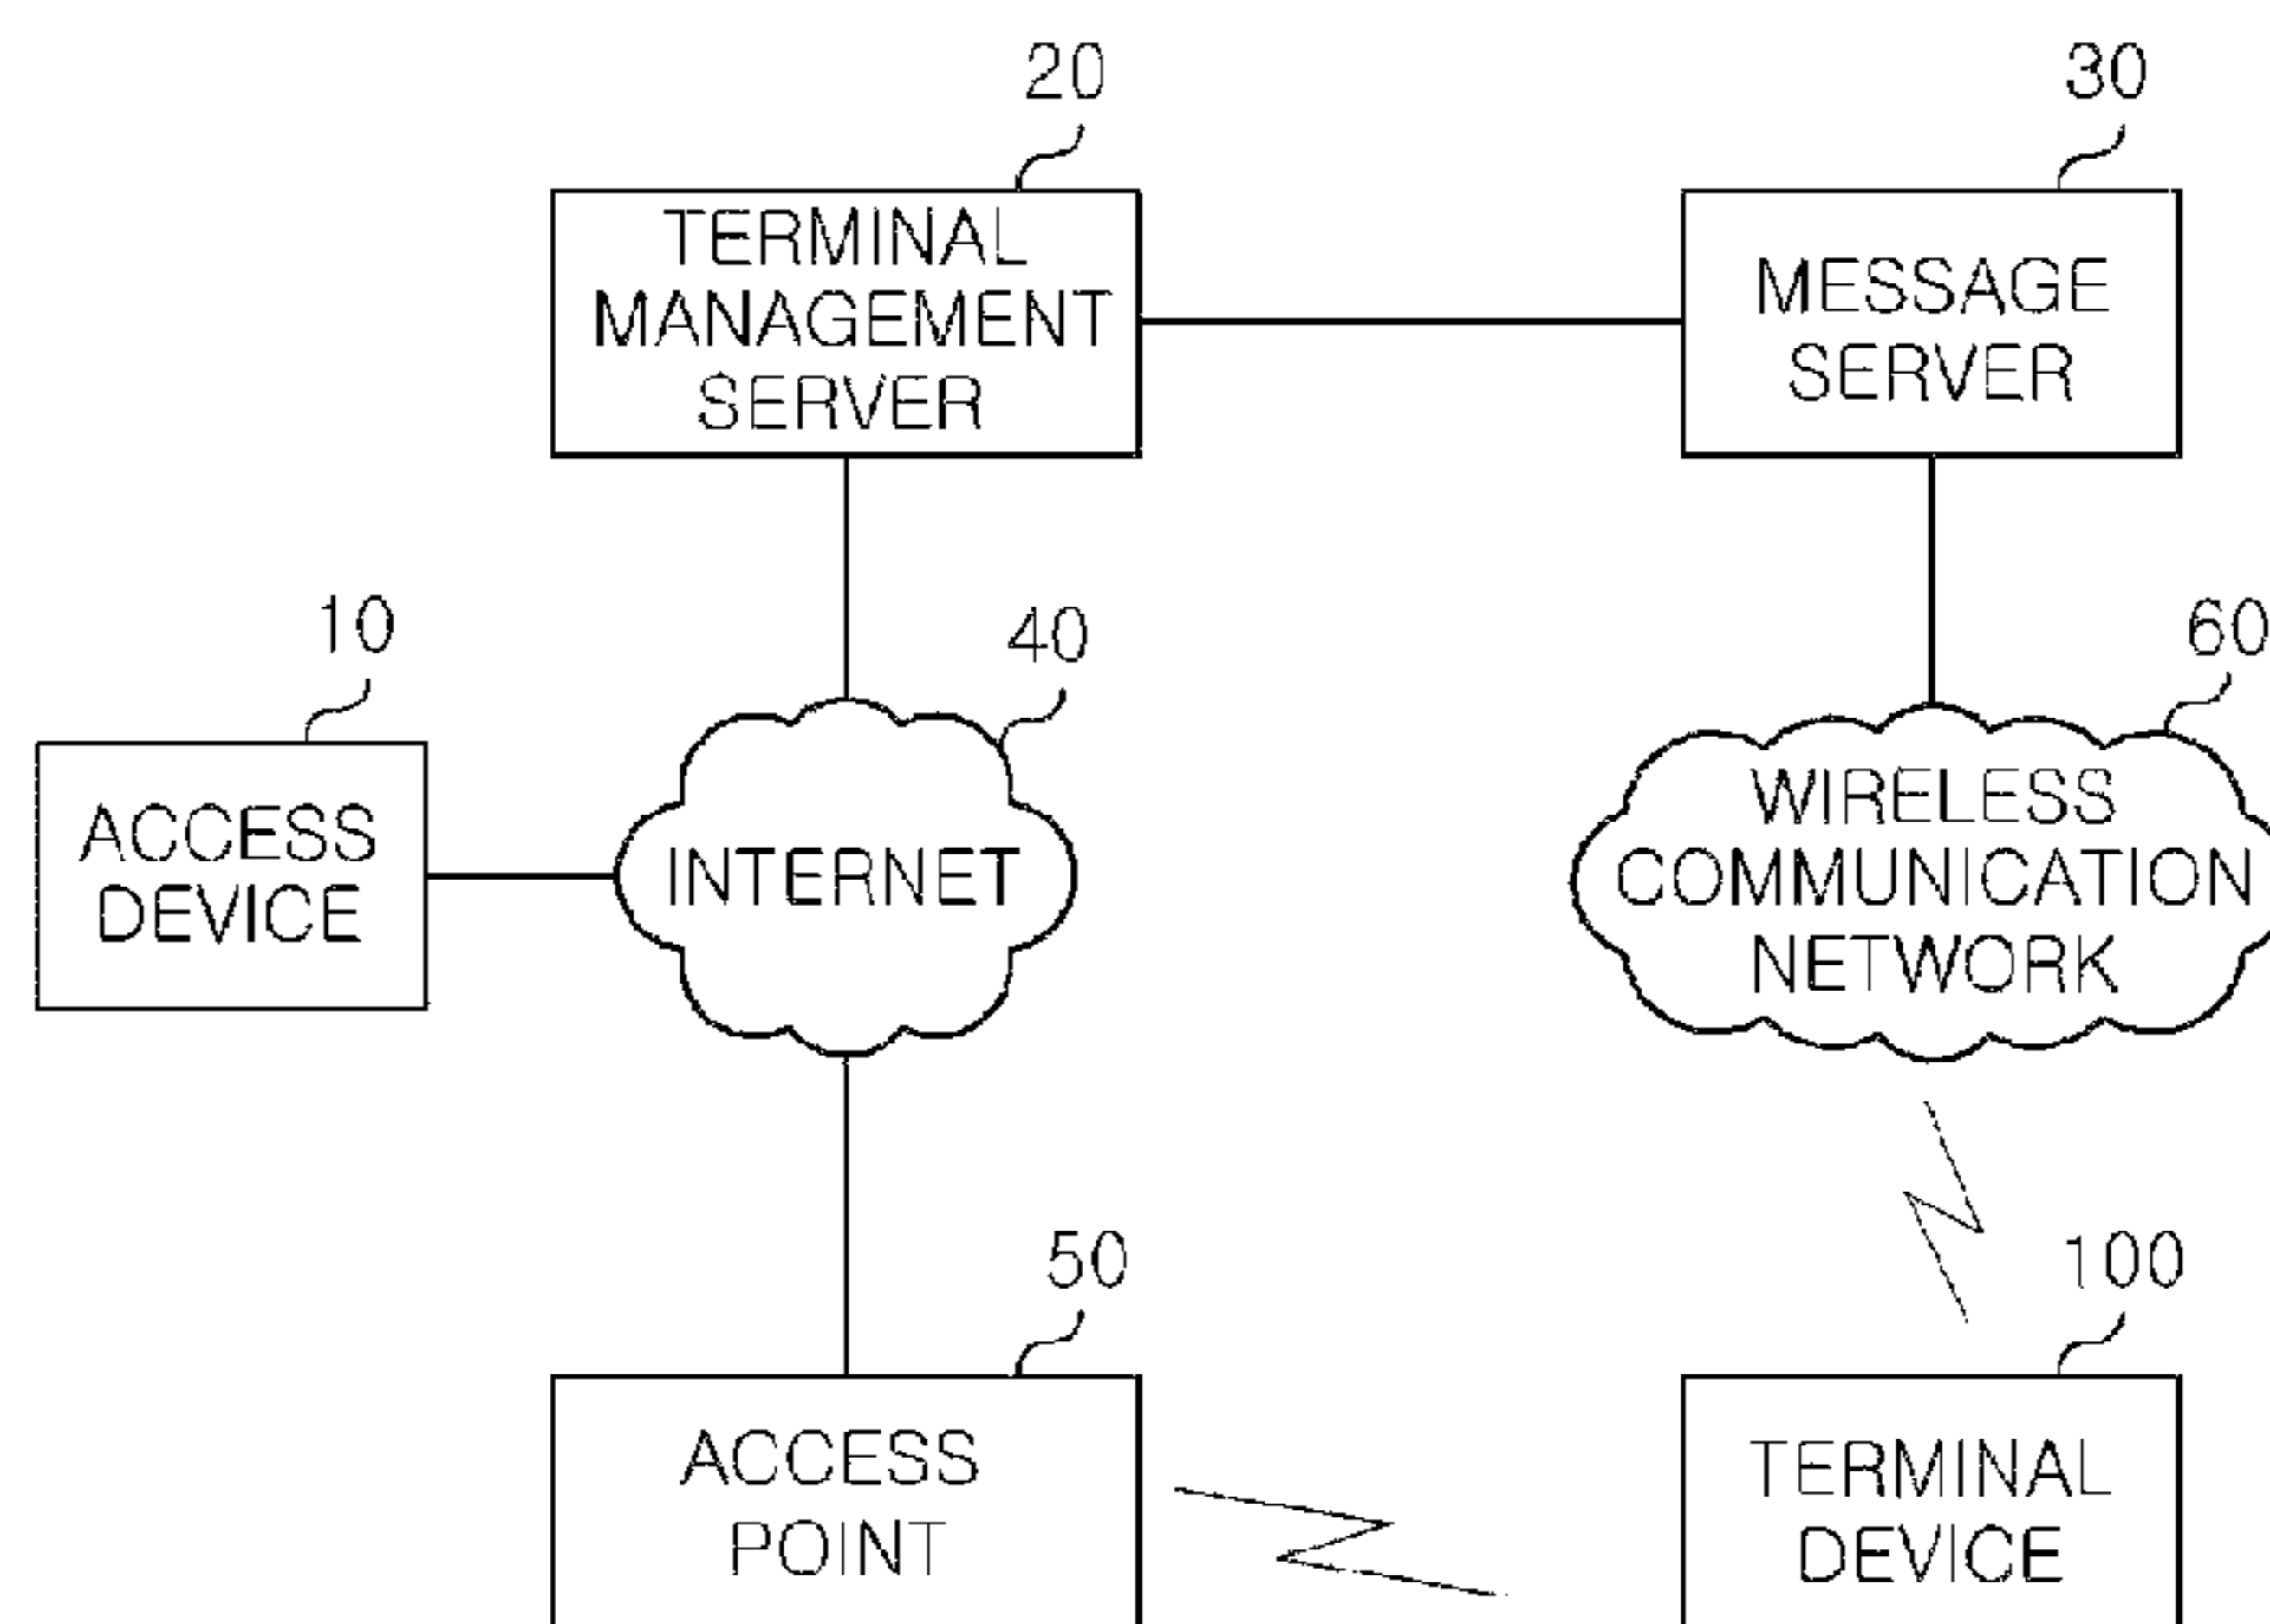 20
30
TERMINAL
MANAGEMENT
SERVER
MESSAGE
SERVER
10
40
60
ACCESS
DEVICE
INTERNET
WIRELESS
COMMUNICATION
NETWORK
50
100
ACCESS
POINT
TERMINAL
DEVICE